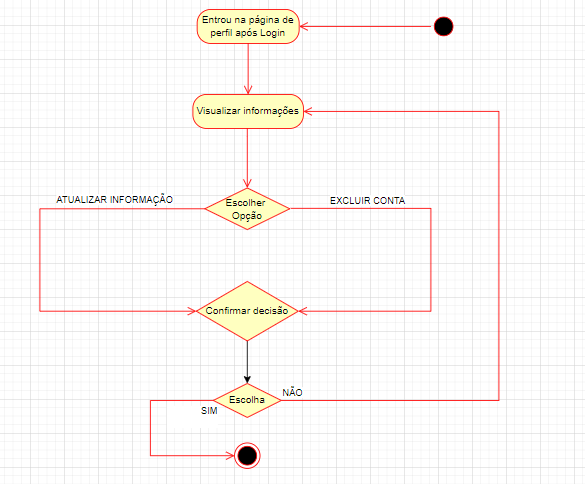 Entrou na página de
perfil após Login
Visualizar informações
Escolher
Opção
ATUALIZAR INFORMAÇÃO
EXCLUIR CONTA
Confirmar decisão
Escolha
NÃO
SIM